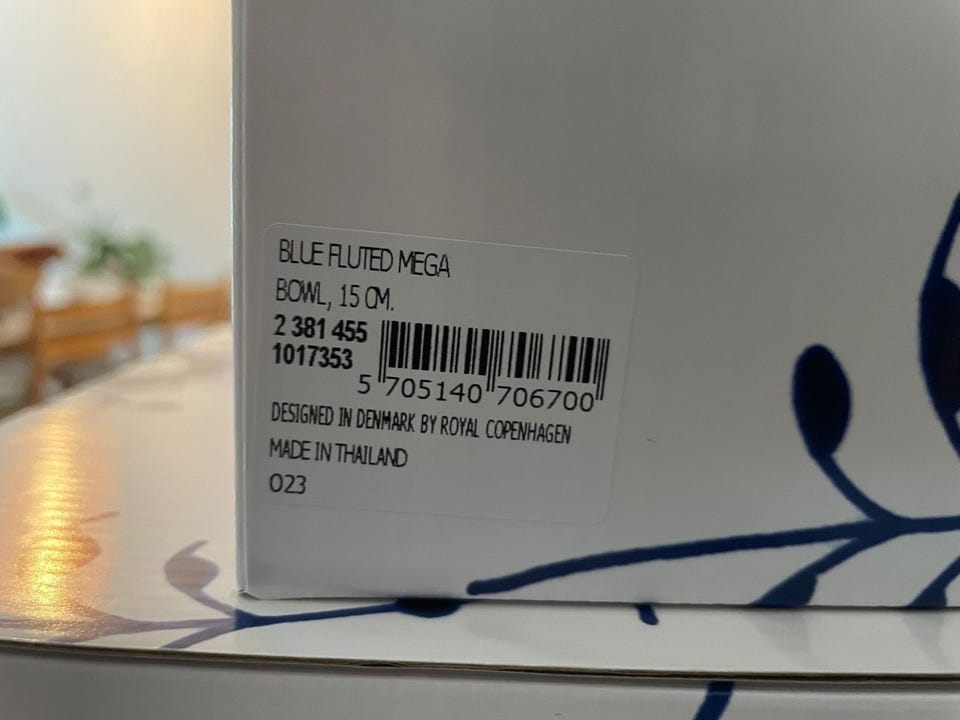 BLUE FLUTED MEGA
BOWL, 15 CM.
2 381 455
1017353
5 705140 706700
DESIGNED IN DENMARK BY ROYAL COPENHAGEN
MADE IN THAILAND
023